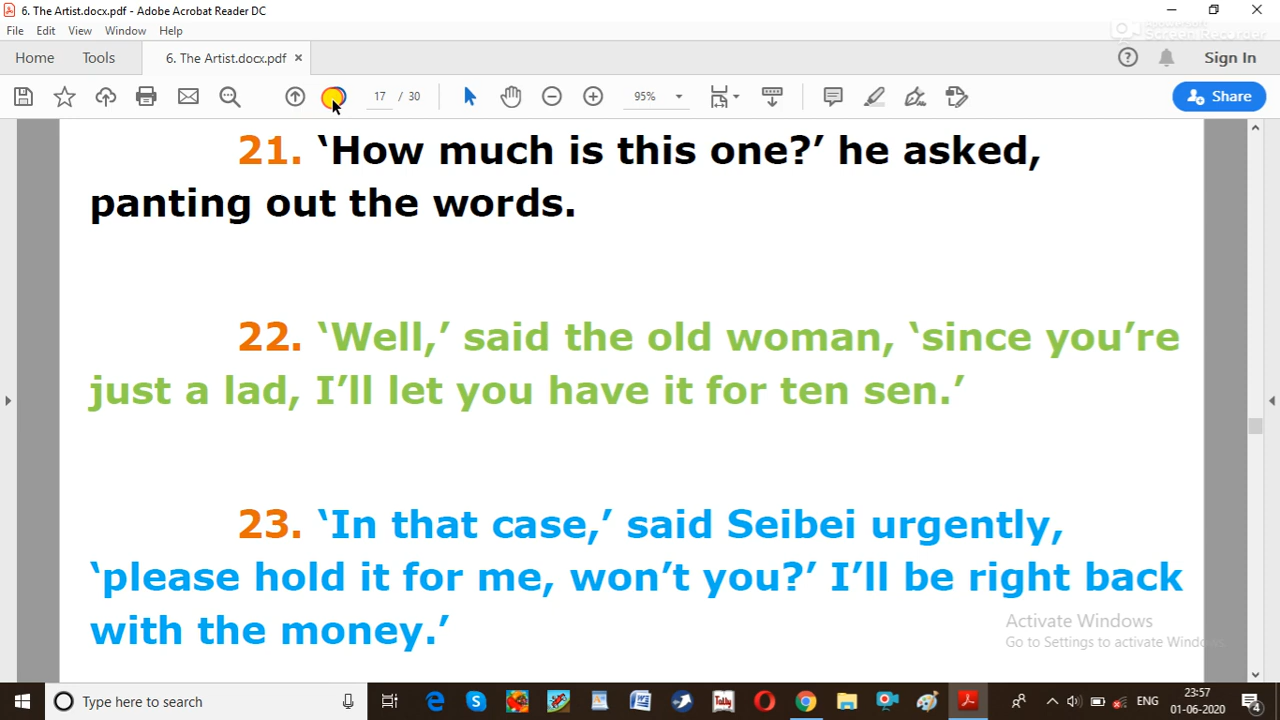 6. The Artist.docx.pdf - Adobe Acrobat Reader DC
File Edit View Window Help
Screen Recorder
Home Tools 6. The Artist.docx.pdf × Sign In
17 / 30 95% Share
21. ‘How much is this one?’ he asked,
panting out the words.
22. ‘Well,’ said the old woman, ‘since you’re
just a lad, I’ll let you have it for ten sen.’
23. ‘In that case,’ said Seibei urgently,
‘please hold it for me, won’t you?’ I’ll be right back
with the money.’
Activate Windows
Go to Settings to activate Windows.
Type here to search
Tally
ENG
23:57
01-06-2020
4